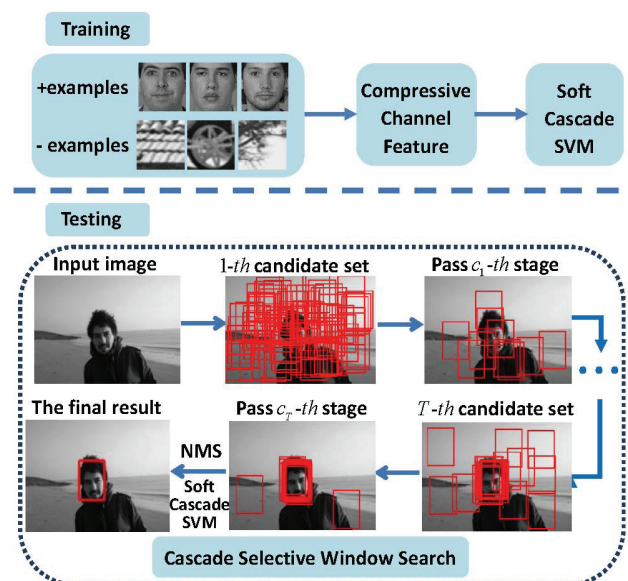 Training
+examples
- examples
Compressive
Channel
Feature
Soft
Cascade
SVM
Testing
Input image
1-th candidate set
Pass c₁-th stage
The final result
NMS
Soft
Cascade
SVM
Pass c_T-th stage
T-th candidate set
Cascade Selective Window Search